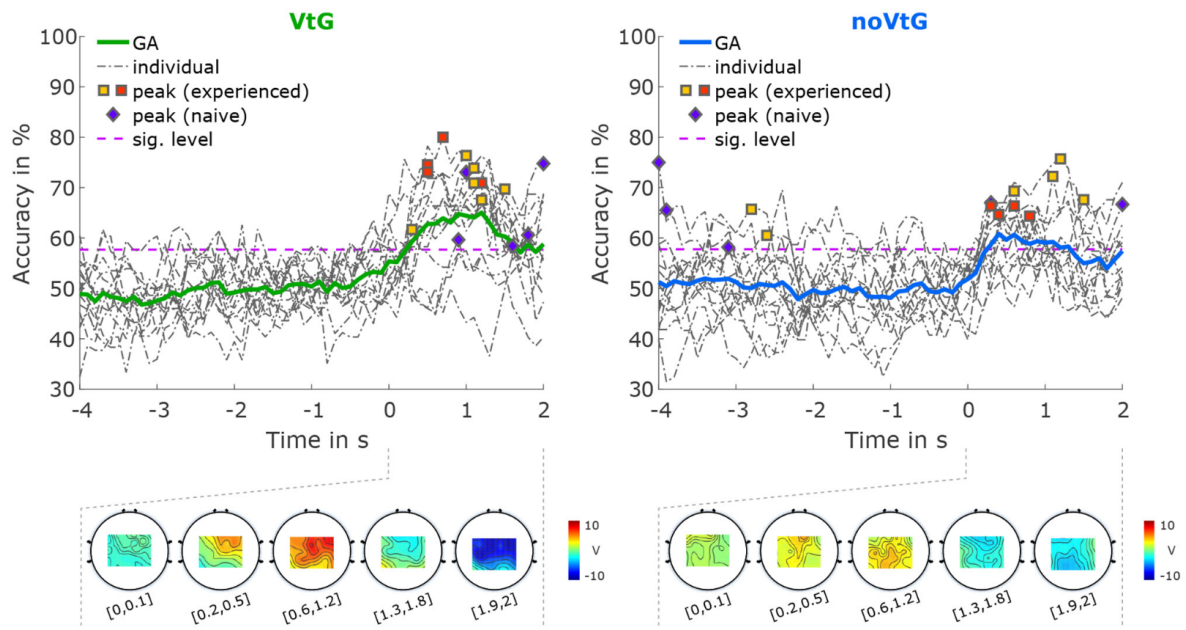 VtG
Accuracy in %
100
90
80
70
60
50
40
30
GA
individual
peak (experienced)
peak (naive)
sig. level
-4
-3
-2
-1
0
1
2
Time in s
[0,0.1]
[0.2,0.5]
[0.6,1.2]
[1.3,1.8]
[1.9,2]
10
V
-10
noVtG
Accuracy in %
100
90
80
70
60
50
40
30
GA
individual
peak (experienced)
peak (naive)
sig. level
-4
-3
-2
-1
0
1
2
Time in s
[0,0.1]
[0.2,0.5]
[0.6,1.2]
[1.3,1.8]
[1.9,2]
10
V
-10